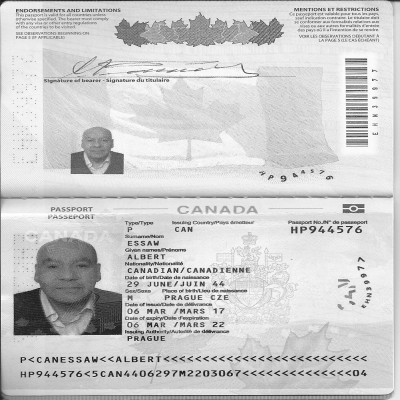 ENDORSEMENTS AND LIMITATIONS
This passport is valid for all countries unless
otherwise specified. The bearer must comply
with any visa or other entry regulations
of the countries to be visited.
SEE OBSERVATIONS BEGINNING ON
PAGE 5 (IF APPLICABLE)
MENTIONS ET RESTRICTIONS
Ce passeport est valable pour tous les pays,
sauf indication contraire. Le titulaire doit
se conformer aux formalités relatives aux
visas ou aux autres formalités d'entrée
des pays où il a l'intention de se rendre.
VOIR LES OBSERVATIONS DÉBUTANT À
LA PAGE 5 (LE CAS ÉCHÉANT)
Signature of bearer - Signature du titulaire
EHN39977
HP944576
PASSPORT
PASSEPORT
CANADA
Type/Type
Issuing Country/Pays émetteur
Passport No./N° de passeport
P
CAN
HP944576
Surname/Nom
ESSAW
Given names/Prénoms
ALBERT
Nationality/Nationalité
CANADIAN/CANADIENNE
Date of birth/Date de naissance
29 JUNE/JUIN 44
Sex/Sexe
Place of birth/Lieu de naissance
M
PRAGUE CZE
Date of issue/Date de délivrance
06 MAR /MARS 17
Date of expiry/Date d'expiration
06 MAR /MARS 22
Issuing Authority/Autorité de délivrance
PRAGUE
EHN39977
P<CANESSAW<<ALBERT<<<<<<<<<<<<<<<<<<<<<<<<<<
HP944576<5CAN4406297M2203067<<<<<<<<<<<<<<04